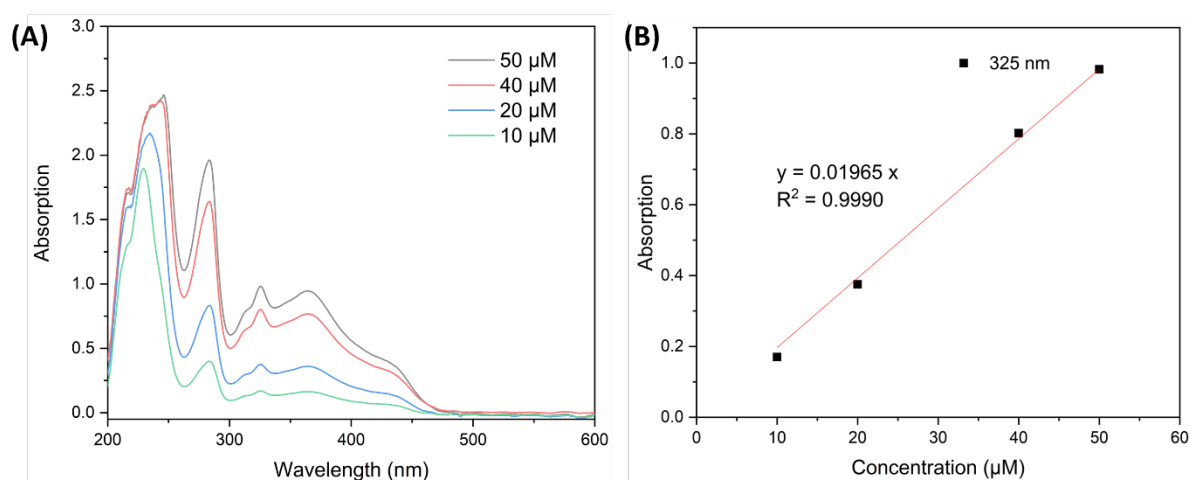 (A)
3.0
2.5
2.0
1.5
1.0
0.5
0.0
Absorption
50 µM
40 µM
20 µM
10 µM
200
300
400
500
600
Wavelength (nm)
(B)
1.0
0.8
0.6
0.4
0.2
0.0
Absorption
325 nm
y = 0.01965 x
R² = 0.9990
0
10
20
30
40
50
60
Concentration (µM)